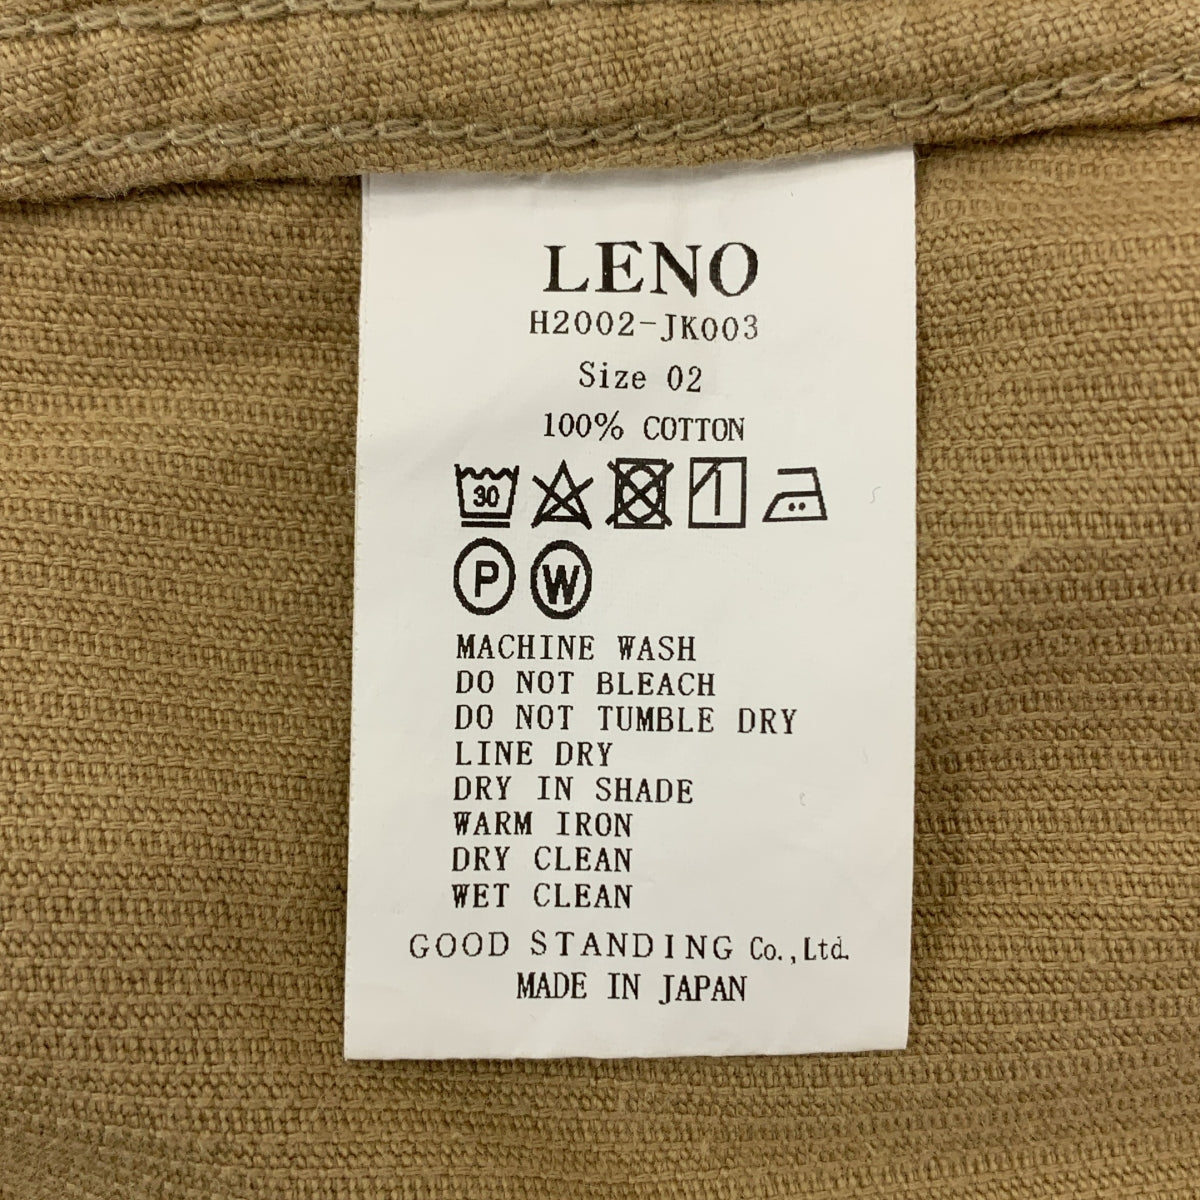 LENO
H2002-JK003
Size 02
100% COTTON
30
P W
MACHINE WASH
DO NOT BLEACH
DO NOT TUMBLE DRY
LINE DRY
DRY IN SHADE
WARM IRON
DRY CLEAN
WET CLEAN
GOOD STANDING Co.,Ltd.
MADE IN JAPAN